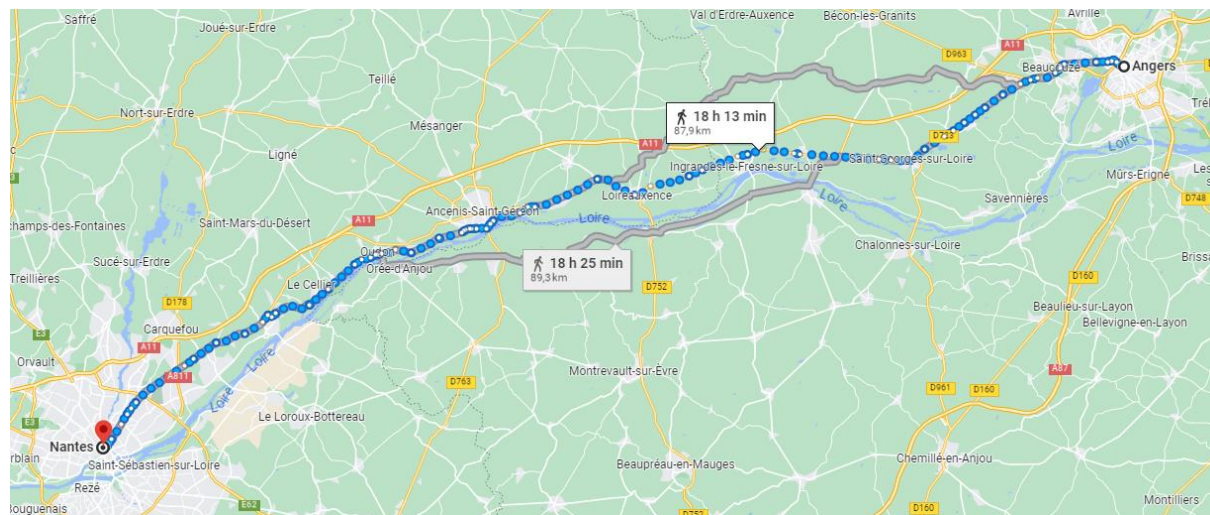 Saffré
Joué-sur-Erdre
Val d'Erdre-Auxence
Bécon-les-Granits
Avrillé
D963
A11
Beaucouzé
Angers
Teillé
Nort-sur-Erdre
Mésanger
18 h 13 min
87,9 km
Ligné
A11
D723
Loire
Ingrandes-le-Fresne-sur-Loire
Saint-Georges-sur-Loire
Mûrs-Erigné
Loireauxence
Savennières
D748
Saint-Mars-du-Désert
A11
Ancenis-Saint-Géréon
Loire
Loire
champs-des-Fontaines
Oudon
Chalonnes-sur-Loire
Sucé-sur-Erdre
Orée-d'Anjou
18 h 25 min
89,3 km
Brissa
Treillières
Le Cellier
D752
D160
D178
Beaulieu-sur-Layon
Carquefou
Bellevigne-en-Layon
E3
A11
Orvault
Loire
A811
Montrevault-sur-Èvre
A87
D763
D961
D160
Le Loroux-Bottereau
E3
Loire
Nantes
rblain
Saint-Sébastien-sur-Loire
Beaupréau-en-Mauges
Chemillé-en-Anjou
Rezé
Montilliers
E62
Bouguenais
D752
D160